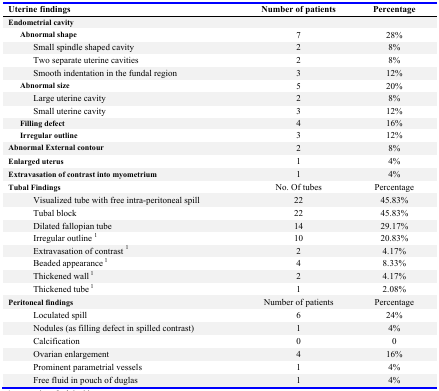 Uterine findings Number of patients Percentage
Endometrial cavity
Abnormal shape 7 28%
Small spindle shaped cavity 2 8%
Two separate uterine cavities 2 8%
Smooth indentation in the fundal region 3 12%
Abnormal size 5 20%
Large uterine cavity 2 8%
Small uterine cavity 3 12%
Filling defect 4 16%
Irregular outline 3 12%
Abnormal External contour 2 8%
Enlarged uterus 1 4%
Extravasation of contrast into myometrium 1 4%
Tubal Findings No. Of tubes Percentage
Visualized tube with free intra-peritoneal spill 22 45.83%
Tubal block 22 45.83%
Dilated fallopian tube 14 29.17%
Irregular outline 1 10 20.83%
Extravasation of contrast 1 2 4.17%
Beaded appearance 1 4 8.33%
Thickened wall 1 2 4.17%
Thickened tube 1 1 2.08%
Peritoneal findings Number of patients Percentage
Loculated spill 6 24%
Nodules (as filling defect in spilled contrast) 1 4%
Calcification 0 0
Ovarian enlargement 4 16%
Prominent parametrial vessels 1 4%
Free fluid in pouch of duglas 1 4%